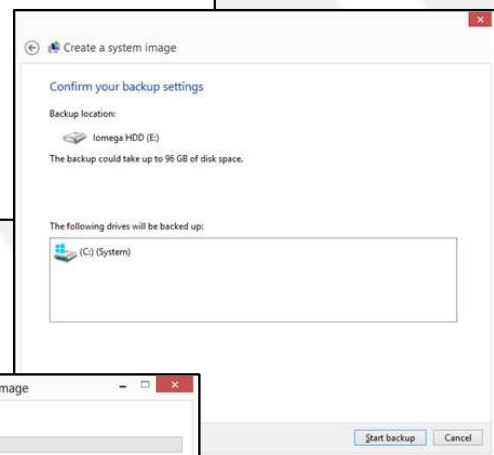 Create a system image
Confirm your backup settings
Backup location:
Iomega HDD (E:)
The backup could take up to 96 GB of disk space.
The following drives will be backed up:
(C:) (System)
mage
Start backup Cancel